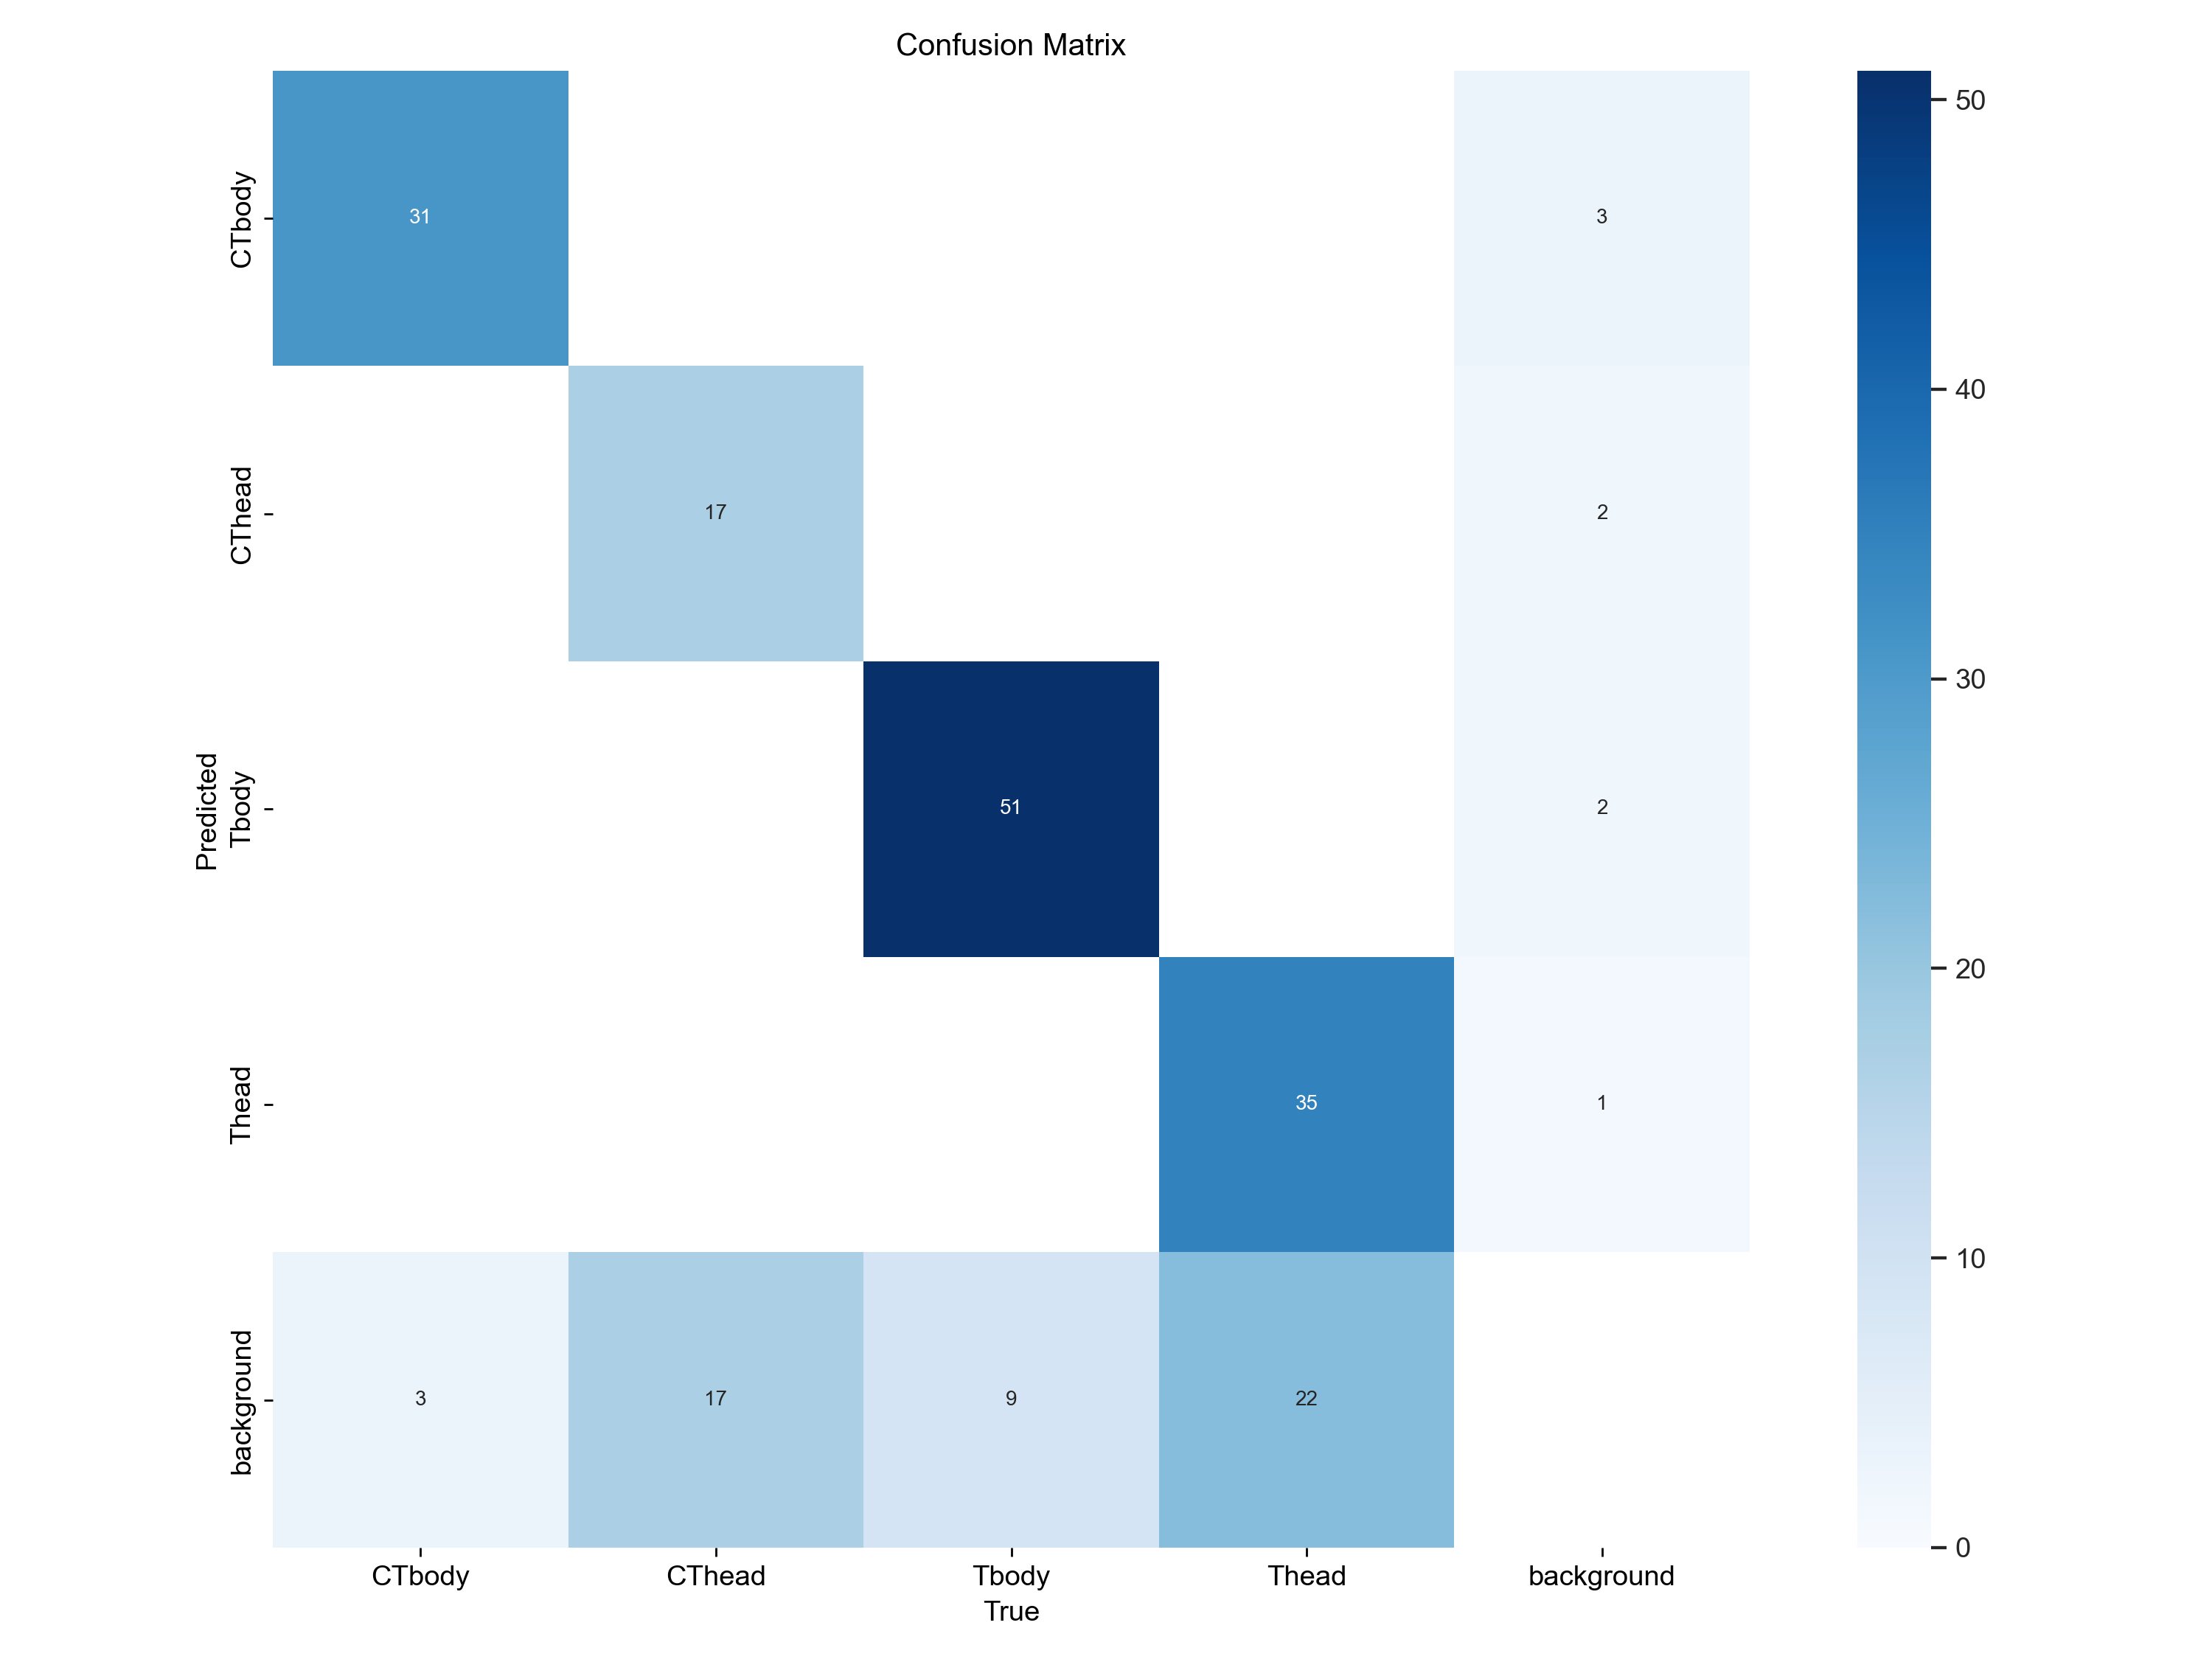 Confusion Matrix
CTbody
31
3
CThead
17
2
Predicted
Tbody
51
2
Thead
35
1
background
3
17
9
22
CTbody
CThead
Tbody
Thead
background
True
50
40
30
20
10
0